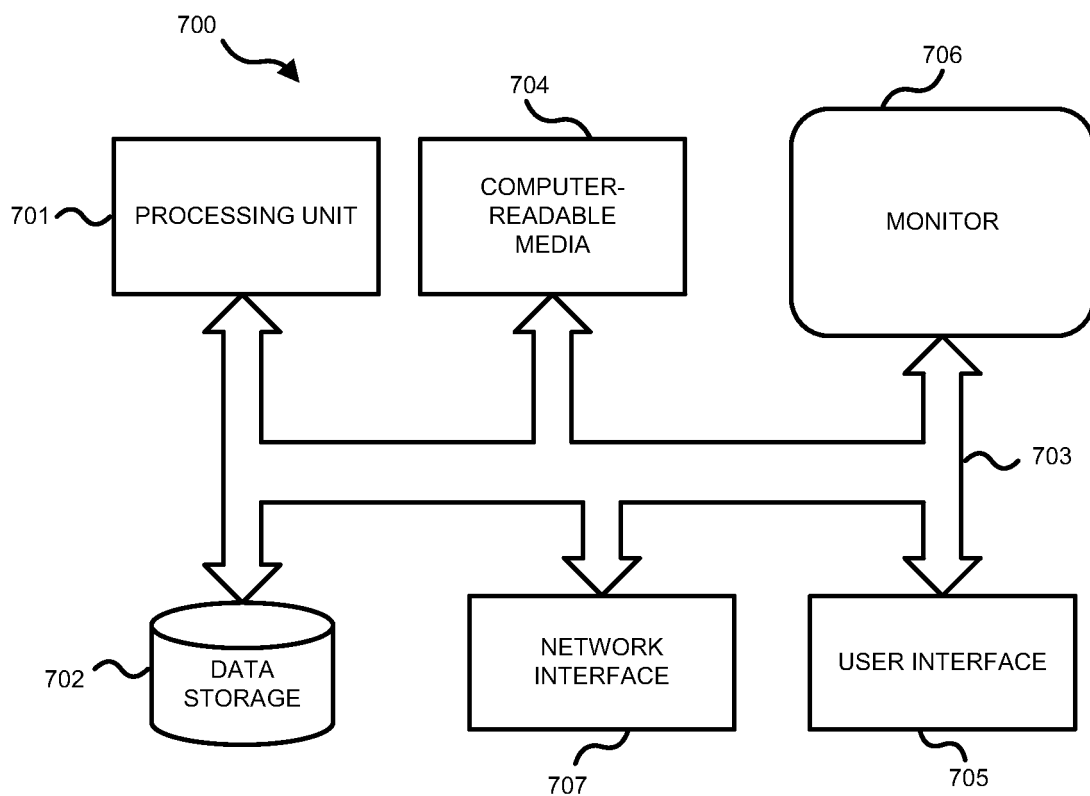 700
704
706
COMPUTER-
READABLE
MEDIA
701
PROCESSING UNIT
MONITOR
703
702
DATA
STORAGE
NETWORK
INTERFACE
USER INTERFACE
707
705